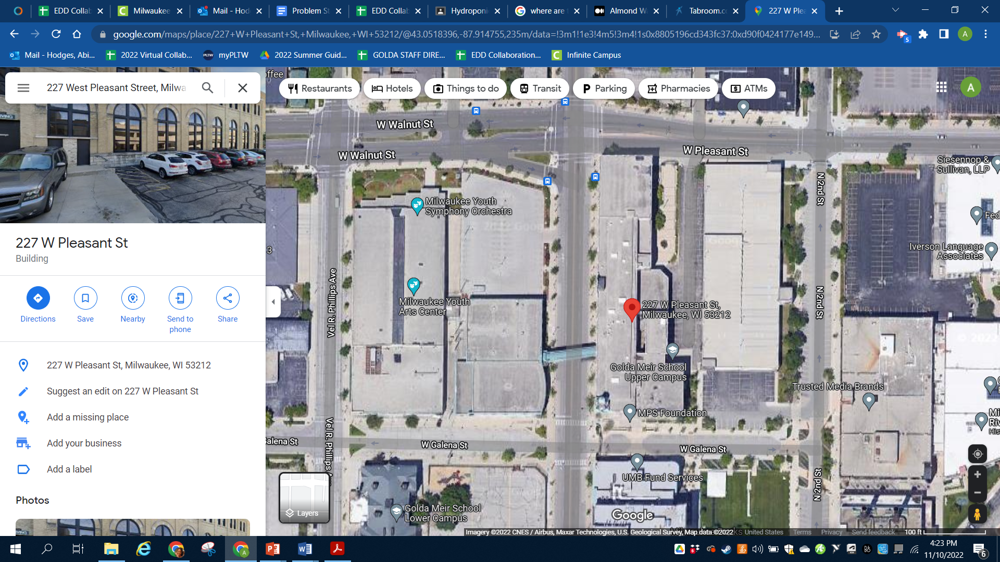 EDD Collab
Milwaukee
Mail - Hod
Problem St
EDD Collab
Hydroponi
where are
Almond W
Tabroom.c
227 W Plea
google.com/maps/place/227+W+Pleasant+St,+Milwaukee,+WI+53212/@43.0518396,-87.914755,235m/data=!3m1!1e3!4m5!3m4!1s0x8805196cd343fc37:0xd90f0424177e149...
5
A
Mail - Hodges, Abi...
2022 Virtual Collab...
PLTW
myPLTW
2022 Summer Guid...
GOLDA STAFF DIRE...
EDD Collaboration...
Infinite Campus
227 West Pleasant Street, Milwa
Restaurants
Hotels
Things to do
Transit
Parking
Pharmacies
ATMs
A
227 W Pleasant St
Building
Directions
Save
Nearby
Send to
phone
Share
227 W Pleasant St, Milwaukee, WI 53212
Suggest an edit on 227 W Pleasant St
Add a missing place
Add your business
Add a label
Photos
offee
W Walnut St
W Walnut St
W Pleasant St
Siesennop &
Sullivan, LLP
N 2nd St
Milwaukee Youth
Symphony Orchestra
Fed
3
Iverson Language
Associates
Vel R. Phillips Ave
Milwaukee Youth
Arts Center
227 W Pleasant St,
Milwaukee, WI 53212
N 2nd St
Golda Meir School
Upper Campus
Trusted Media Brands
MPS Foundation
Mil
Riv
His
Vel R. Phillips A
Galena St
W Galena St
W Galena St
UMB Fund Services
N 2nd St
Golda Meir School
Lower Campus
Layers
Google
Imagery ©2022 CNES / Airbus, Maxar Technologies, U.S. Geological Survey, Map data ©2022
United States
Terms
Privacy
Send feedback
100 ft
4:23 PM
11/10/2022
6